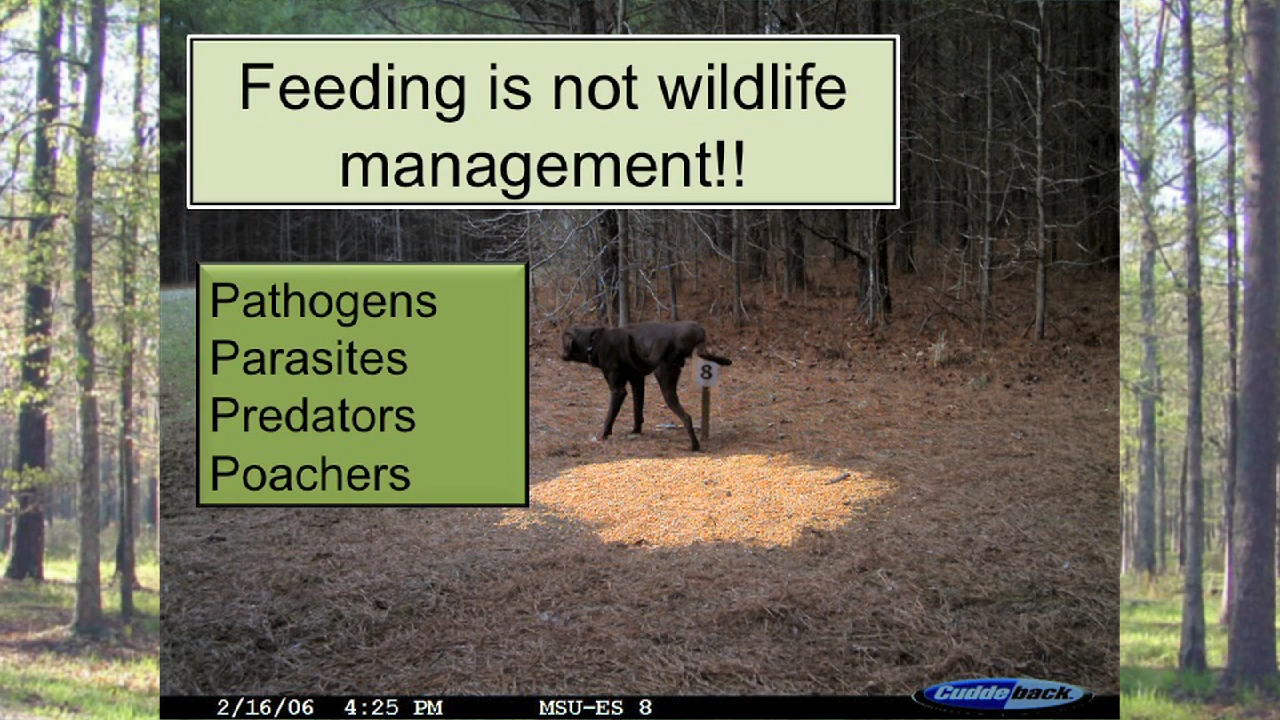 Feeding is not wildlife
management!!
Pathogens
Parasites
Predators
Poachers
8
Cuddeback
2/16/06 4:25 PM MSU-ES 8